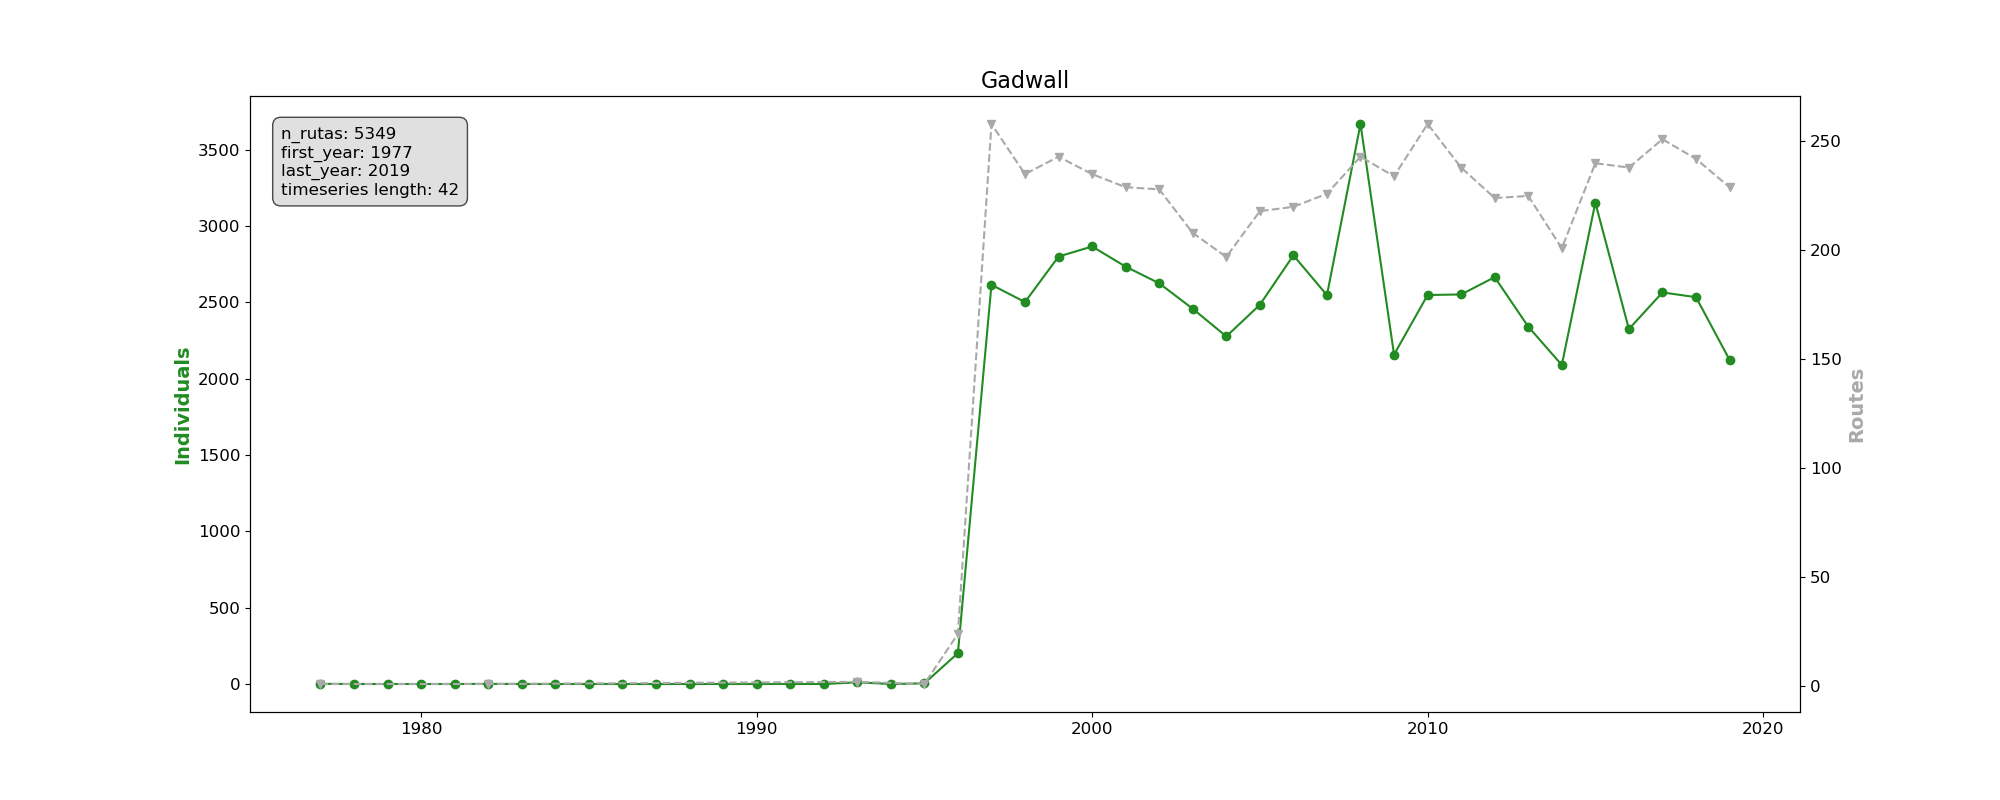 Gadwall
n_rutas: 5349
first_year: 1977
last_year: 2019
timeseries length: 42
Individuals
3500
3000
2500
2000
1500
1000
500
0
250
200
150
100
50
0
Routes
1980
1990
2000
2010
2020